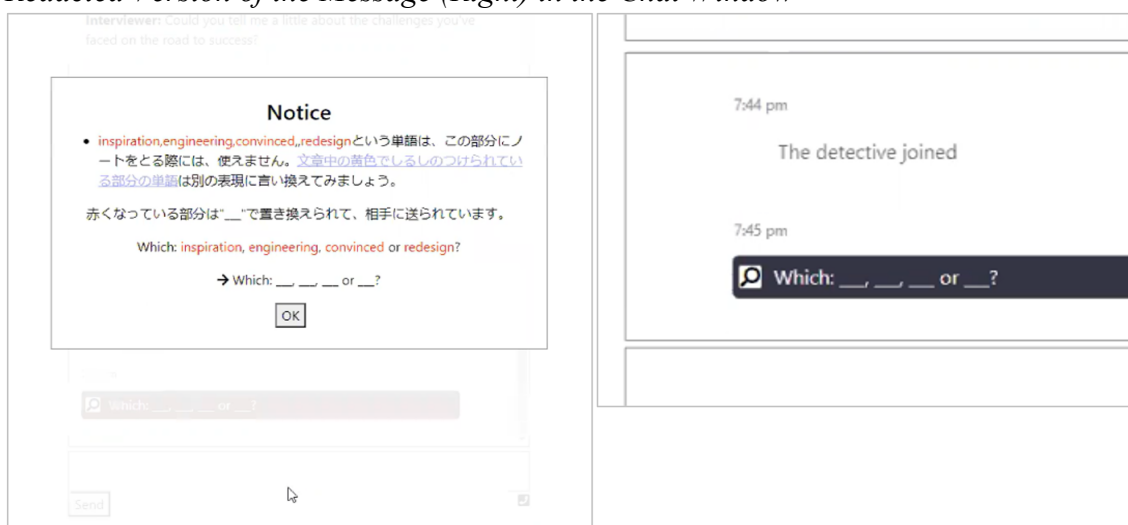 Redacted Version of the Message (Right) in the Chat Window
Interviewer: Could you tell me a little about the challenges you've
faced on the road to success?
Notice
• inspiration,engineering,convinced,,redesignという単語は、この部分にノ
ートをとる際には、使えません。文章中の黄色でしるしのつけられてい
る部分の単語は別の表現に言い換えてみましょう。
赤くなっている部分は"__"で置き換えられて、相手に送られています。
Which: inspiration, engineering, convinced or redesign?
→ Which: __, __, __ or __?
OK
Which: __, __, __ or __?
Send
7:44 pm
The detective joined
7:45 pm
Which: __, __, __ or __?